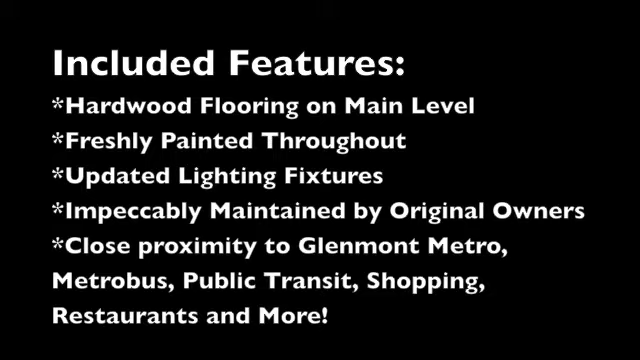 Included Features:
*Hardwood Flooring on Main Level
*Freshly Painted Throughout
*Updated Lighting Fixtures
*Impeccably Maintained by Original Owners
*Close proximity to Glenmont Metro,
Metrobus, Public Transit, Shopping,
Restaurants and More!